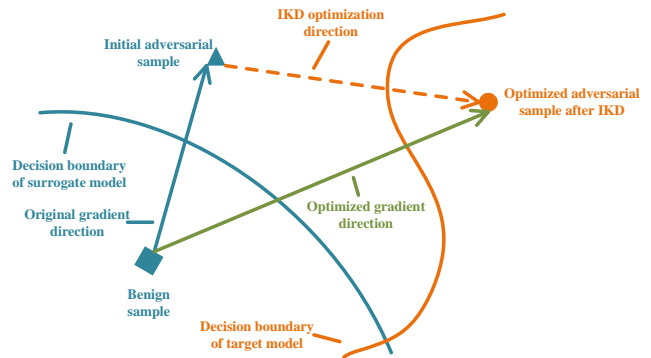 IKD optimization
direction
Initial adversarial
sample
Optimized adversarial
sample after IKD
Decision boundary
of surrogate model
Original gradient
direction
Optimized gradient
direction
Benign
sample
Decision boundary
of target model